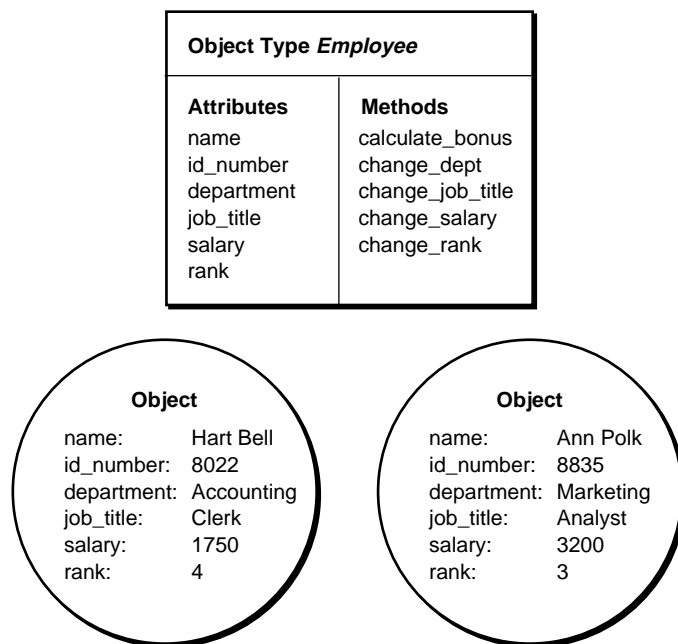 Object Type Employee
Attributes
name
id_number
department
job_title
salary
rank
Methods
calculate_bonus
change_dept
change_job_title
change_salary
change_rank
Object
name: Hart Bell
id_number: 8022
department: Accounting
job_title: Clerk
salary: 1750
rank: 4
Object
name: Ann Polk
id_number: 8835
department: Marketing
job_title: Analyst
salary: 3200
rank: 3